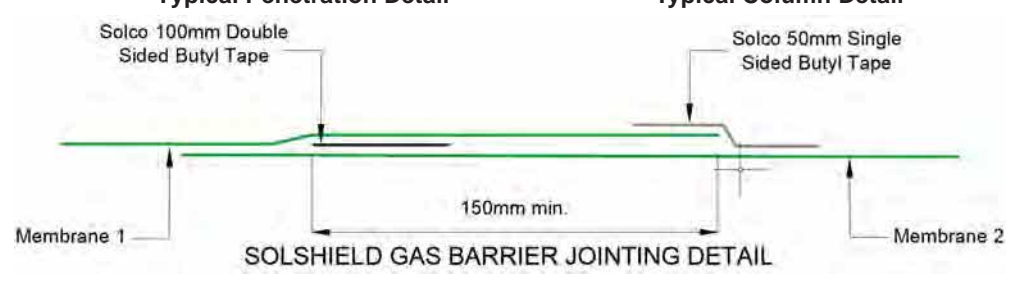 Typical Penetration Detail
Typical Column Detail
Solco 100mm Double
Sided Butyl Tape
Solco 50mm Single
Sided Butyl Tape
150mm min.
Membrane 1
Membrane 2
SOLSHIELD GAS BARRIER JOINTING DETAIL